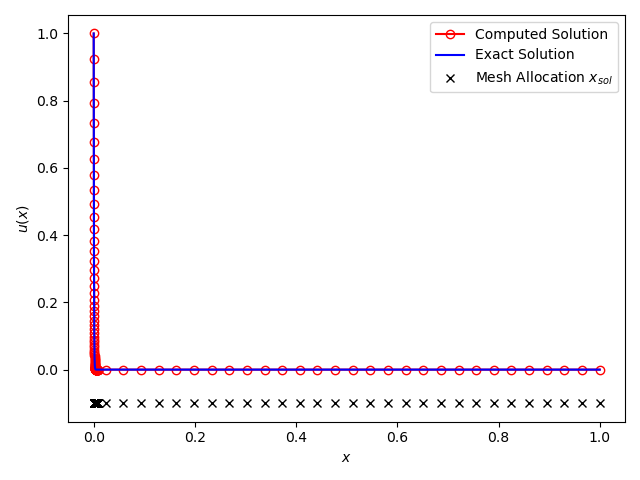 Computed Solution
Exact Solution
Mesh Allocation x_sol
1.0
0.8
0.6
0.4
0.2
0.0
u(x)
0.0 0.2 0.4 0.6 0.8 1.0
x